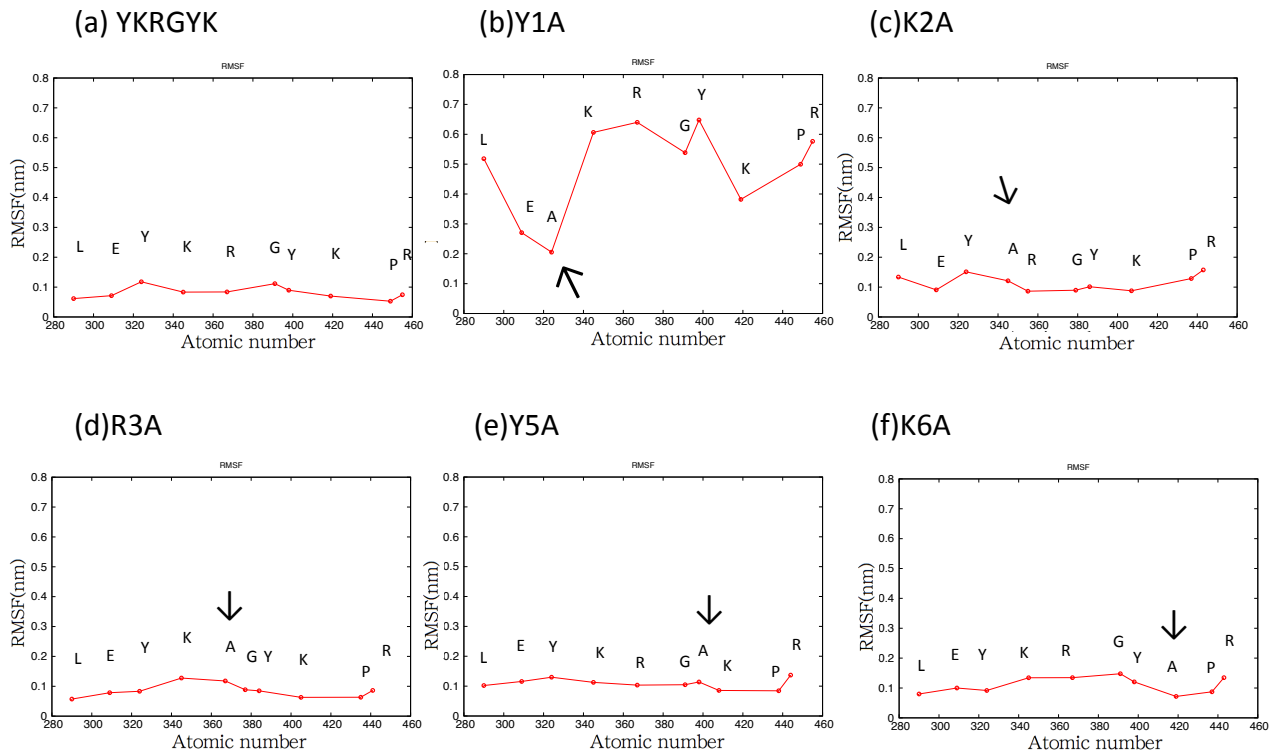 (a) YKRGYK
RMSF
0.8
0.7
0.6
0.5
0.4
0.3
0.2
0.1
0
RMSF(nm)
L E Y K R G Y K P R
280 300 320 340 360 380 400 420 440 460
Atomic number
(b)Y1A
RMSF
0.8
0.7
0.6
0.5
0.4
0.3
0.2
0.1
0
L E A K R G Y K P R
280 300 320 340 360 380 400 420 440 460
Atomic number
(c)K2A
RMSF
0.8
0.7
0.6
0.5
0.4
0.3
0.2
0.1
0
RMSF(nm)
L E Y A R G Y K P R
280 300 320 340 360 380 400 420 440 460
Atomic number
(d)R3A
RMSF
0.8
0.7
0.6
0.5
0.4
0.3
0.2
0.1
0
RMSF(nm)
L E Y K A G Y K P R
280 300 320 340 360 380 400 420 440 460
Atomic number
(e)Y5A
RMSF
0.8
0.7
0.6
0.5
0.4
0.3
0.2
0.1
0
RMSF(nm)
L E Y K R G A K P R
280 300 320 340 360 380 400 420 440 460
Atomic number
(f)K6A
RMSF
0.8
0.7
0.6
0.5
0.4
0.3
0.2
0.1
0
RMSF(nm)
L E Y K R G Y A P R
280 300 320 340 360 380 400 420 440 460
Atomic number